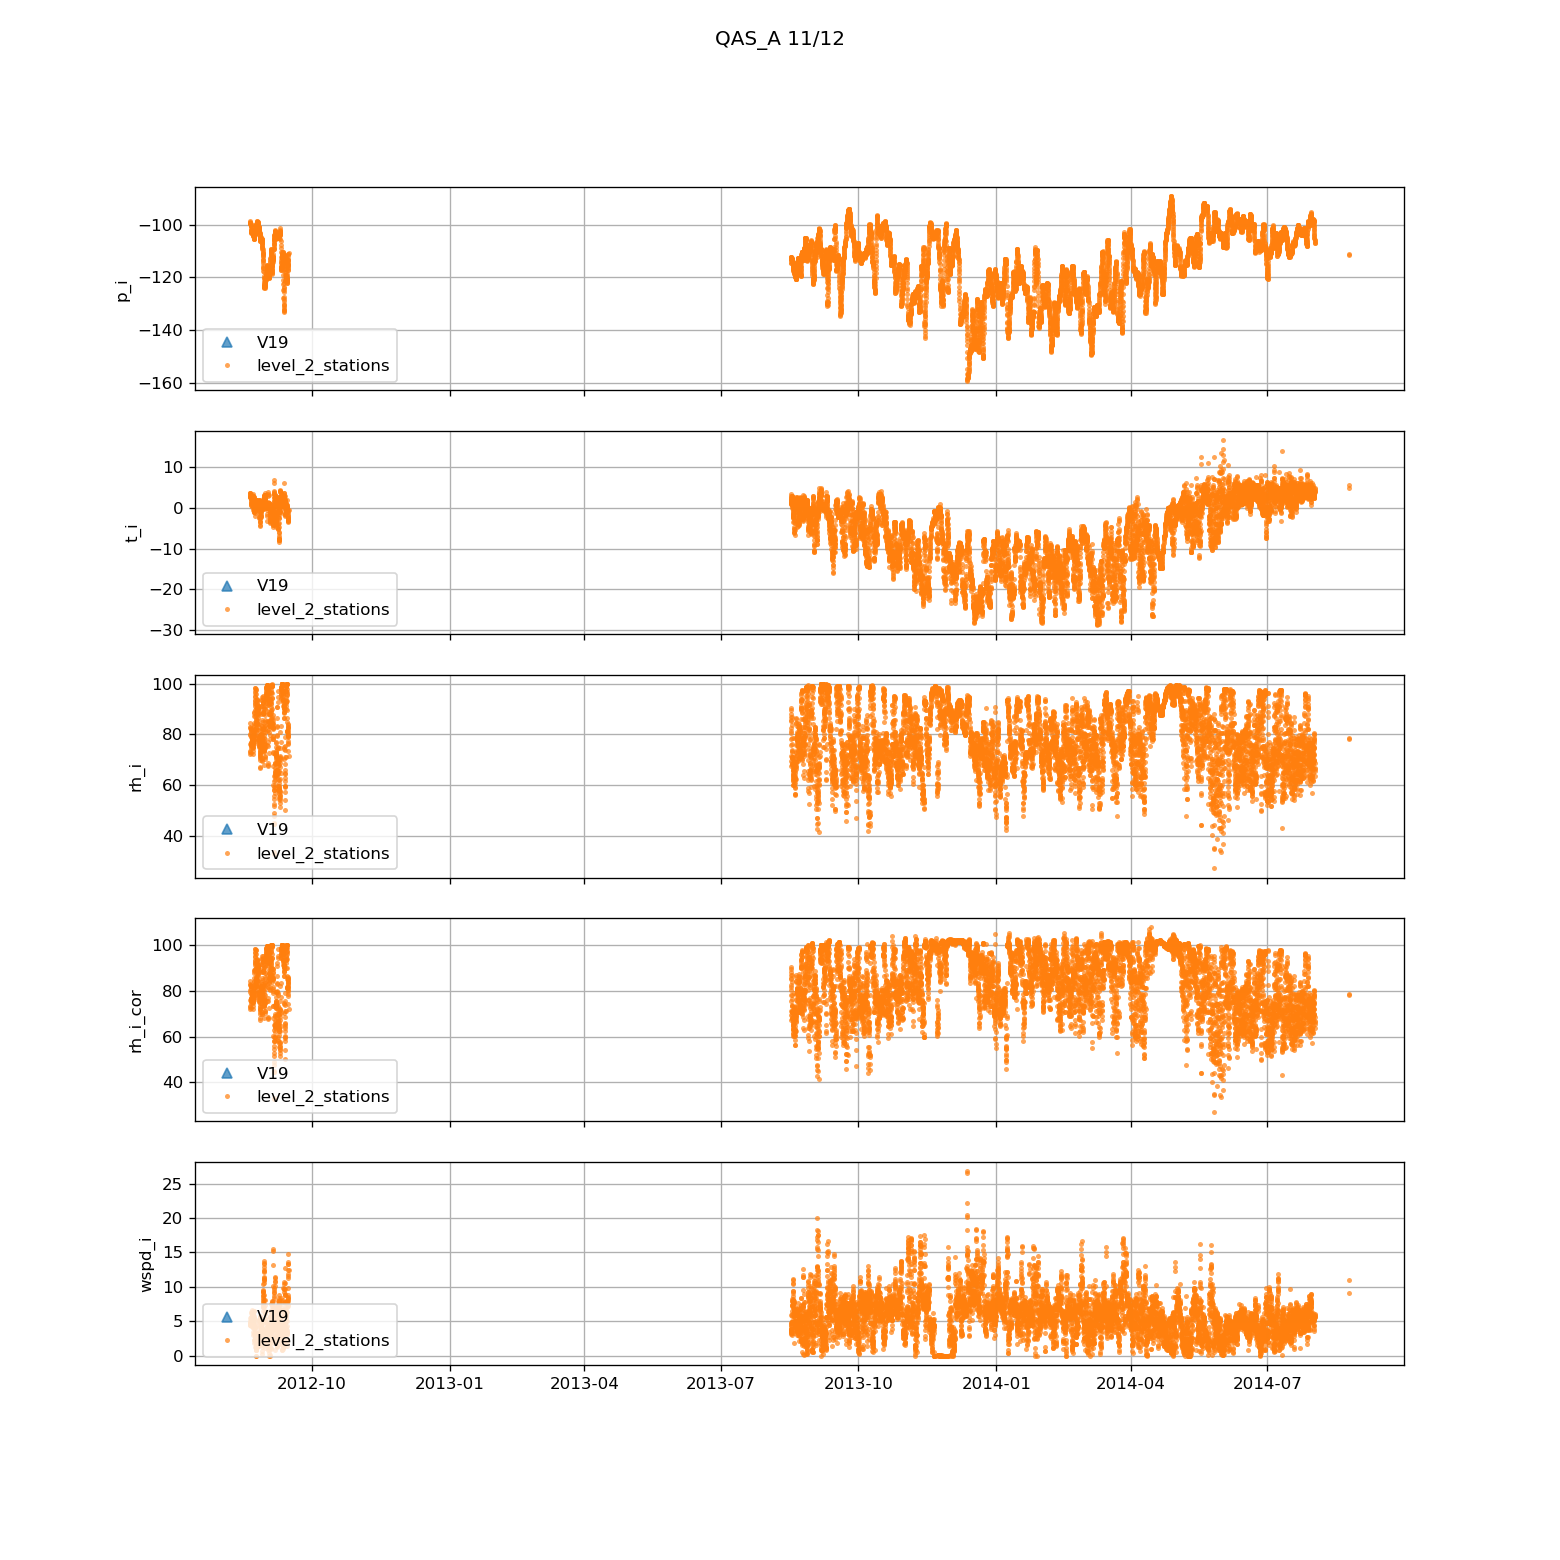 QAS_A 11/12
p_i
−100
−120
−140
−160
V19
level_2_stations
t_i
10
0
−10
−20
−30
V19
level_2_stations
rh_i
100
80
60
40
V19
level_2_stations
rh_i_cor
100
80
60
40
V19
level_2_stations
wspd_i
25
20
15
10
5
0
V19
level_2_stations
2012-10 2013-01 2013-04 2013-07 2013-10 2014-01 2014-04 2014-07